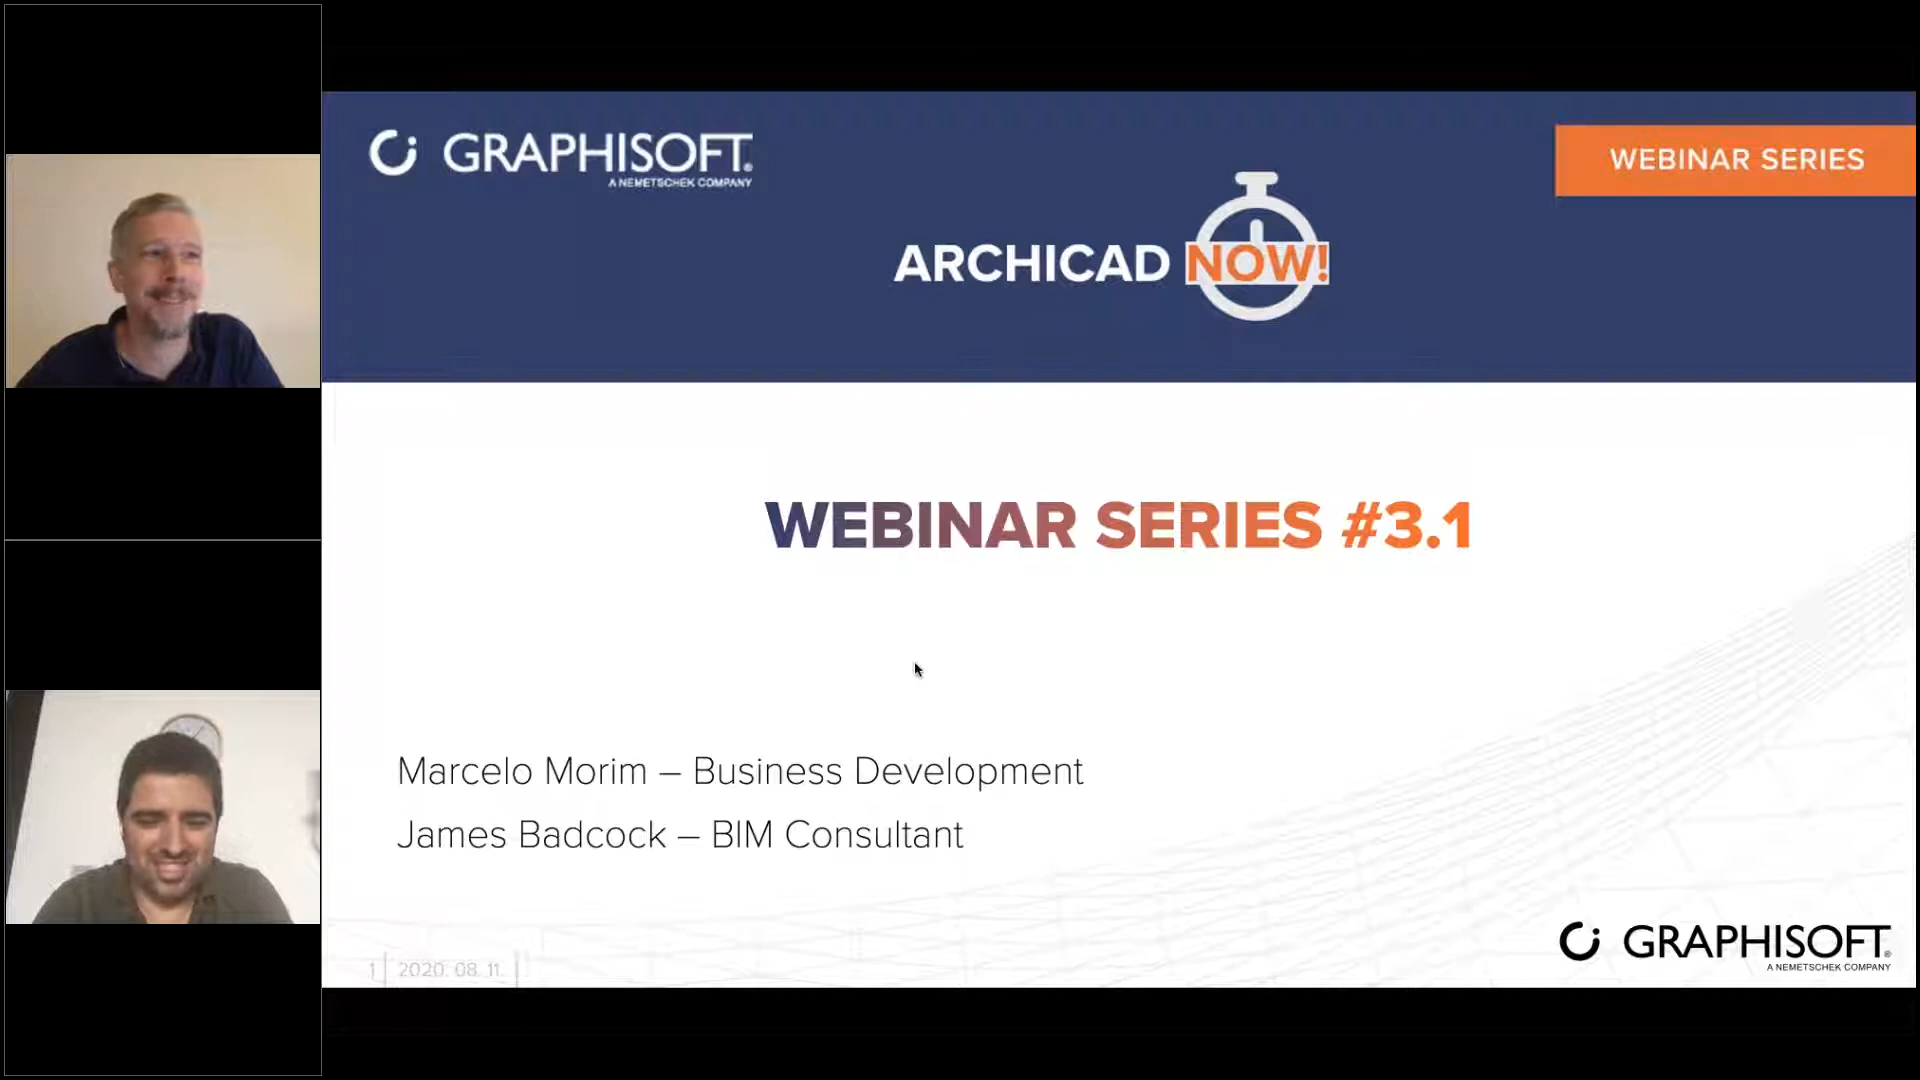 GRAPHISOFT.
A NEMETSCHEK COMPANY
WEBINAR SERIES
ARCHICAD NOW!
WEBINAR SERIES #3.1
Marcelo Morim – Business Development
James Badcock – BIM Consultant
1 | 2020. 08. 11. |
GRAPHISOFT®
A NEMETSCHEK COMPANY